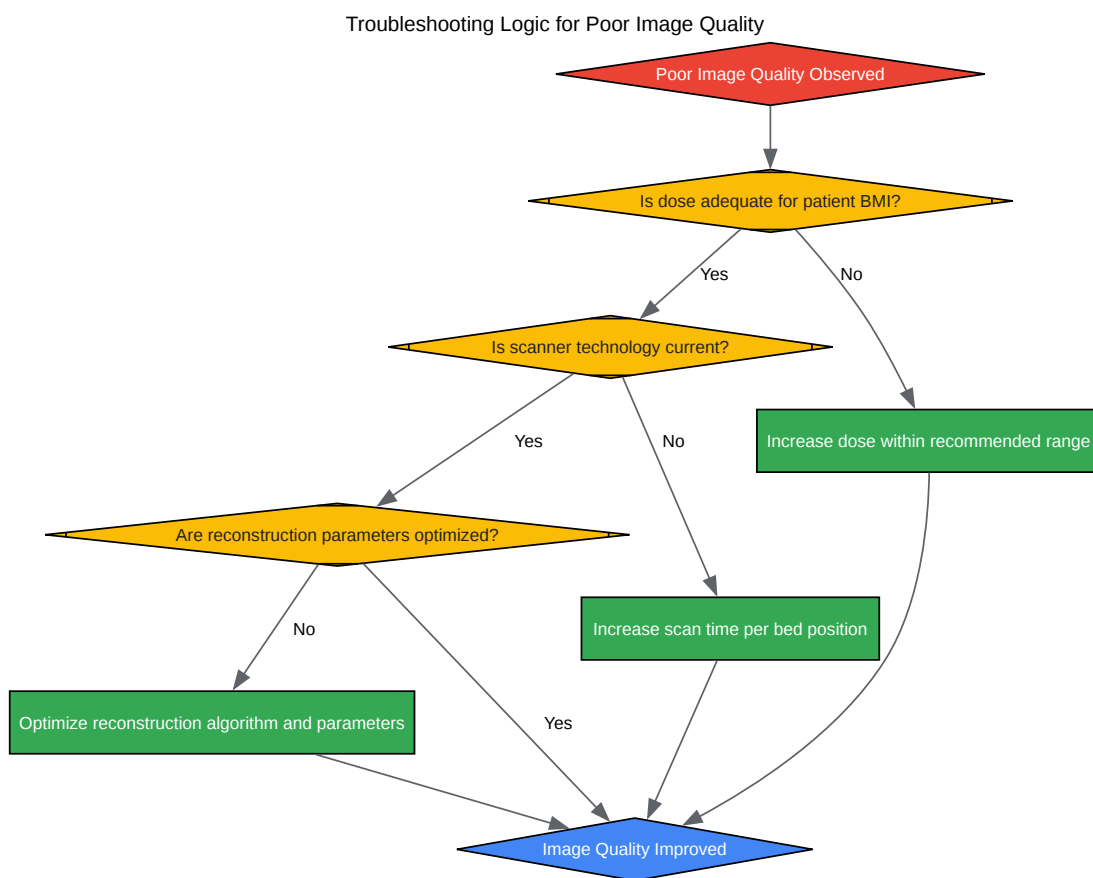 Troubleshooting Logic for Poor Image Quality
Poor Image Quality Observed
Is dose adequate for patient BMI?
Yes
No
Is scanner technology current?
Yes
No
Increase dose within recommended range
Are reconstruction parameters optimized?
No
Increase scan time per bed position
Optimize reconstruction algorithm and parameters
Yes
Image Quality Improved